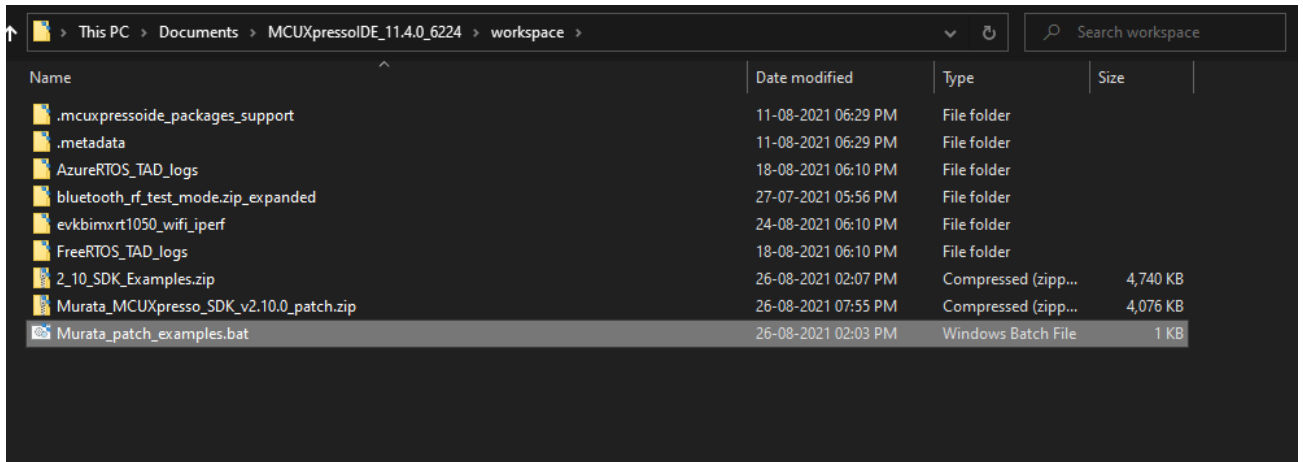 This PC > Documents > MCUXpressoIDE_11.4.0_6224 > workspace > Search workspace
Name Date modified Type Size
.mcuxpressoide_packages_support 11-08-2021 06:29 PM File folder
.metadata 11-08-2021 06:29 PM File folder
AzureRTOS_TAD_logs 18-08-2021 06:10 PM File folder
bluetooth_rf_test_mode.zip_expanded 27-07-2021 05:56 PM File folder
evkbimxrt1050_wifi_iperf 24-08-2021 06:10 PM File folder
FreeRTOS_TAD_logs 18-08-2021 06:10 PM File folder
2_10_SDK_Examples.zip 26-08-2021 02:07 PM Compressed (zipp... 4,740 KB
Murata_MCUXpresso_SDK_v2.10.0_patch.zip 26-08-2021 07:55 PM Compressed (zipp... 4,076 KB
Murata_patch_examples.bat 26-08-2021 02:03 PM Windows Batch File 1 KB